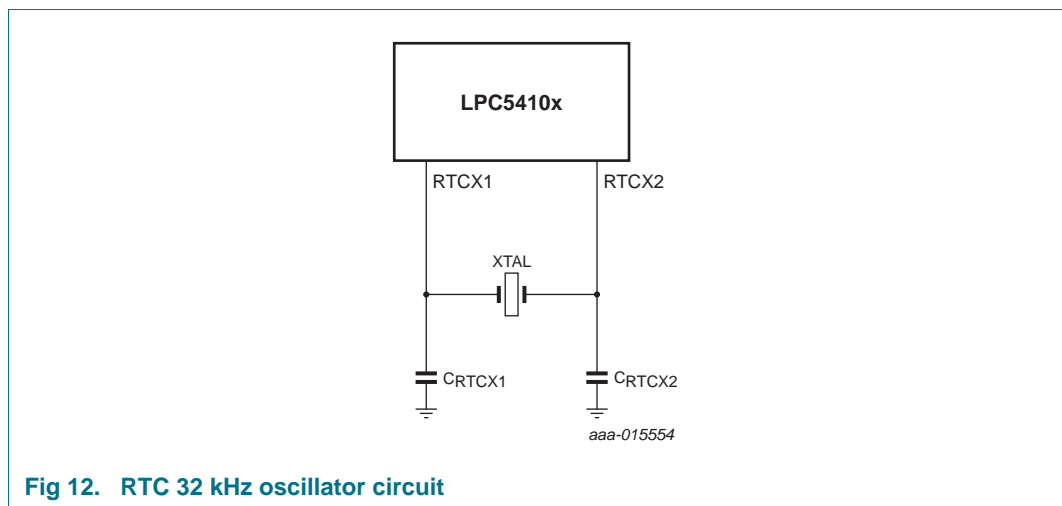 LPC5410x
RTCX1
RTCX2
XTAL
CRTCX1
CRTCX2
aaa-015554
Fig 12. RTC 32 kHz oscillator circuit